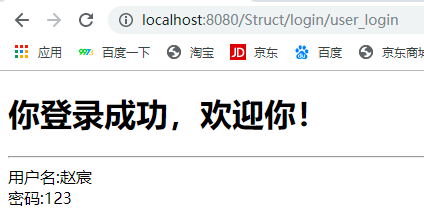 localhost:8080/Struct/login/user_login
应用 百度一下 淘宝 JD 京东 百度 京东商城
你登录成功，欢迎你！
用户名:赵宸
密码:123